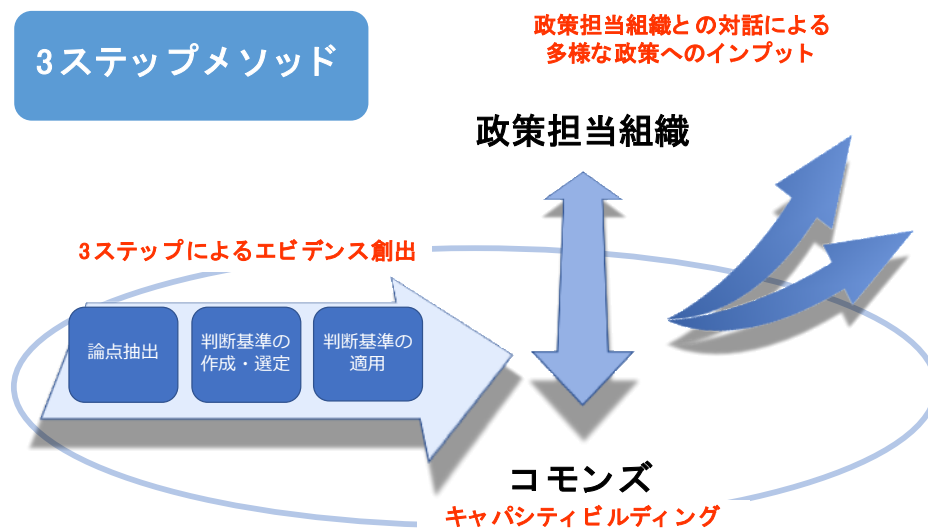 3ステップメソッド
政策担当組織との対話による
多様な政策へのインプット
政策担当組織
3ステップによるエビデンス創出
論点抽出
判断基準の
作成・選定
判断基準の
適用
コモンズ
キャパシティビルディング